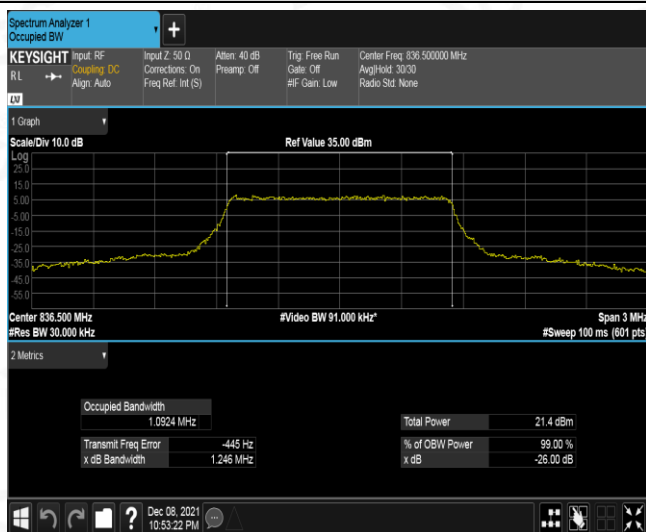 Spectrum Analyzer 1
Occupied BW
+
KEYSIGHT Input: RF Input Z: 50 Ω Atten: 40 dB Trig: Free Run Center Freq: 836.500000 MHz
RL Coupling: DC Corrections: On Preamp: Off Gate: Off Avg|Hold: 30/30
Align: Auto Freq Ref: Int (S) #IF Gain: Low Radio Std: None
LXI
1 Graph
Scale/Div 10.0 dB Ref Value 35.00 dBm
Log
25.0
15.0
5.00
-5.00
-15.0
-25.0
-35.0
-45.0
-55.0
Center 836.500 MHz #Video BW 91.000 kHz* Span 3 MHz
#Res BW 30.000 kHz #Sweep 100 ms (601 pts)
2 Metrics
Occupied Bandwidth
1.0924 MHz Total Power 21.4 dBm
Transmit Freq Error -445 Hz % of OBW Power 99.00 %
x dB Bandwidth 1.246 MHz x dB -26.00 dB
? Dec 08, 2021
10:53:22 PM